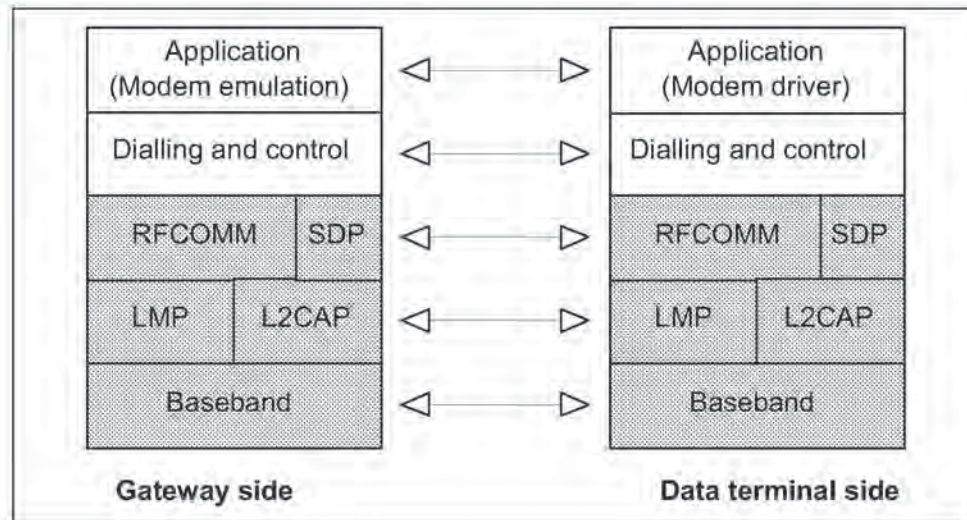 Application
(Modem emulation)
Application
(Modem driver)
Dialling and control
Dialling and control
RFCOMM
SDP
RFCOMM
SDP
LMP
L2CAP
LMP
L2CAP
Baseband
Baseband
Gateway side
Data terminal side